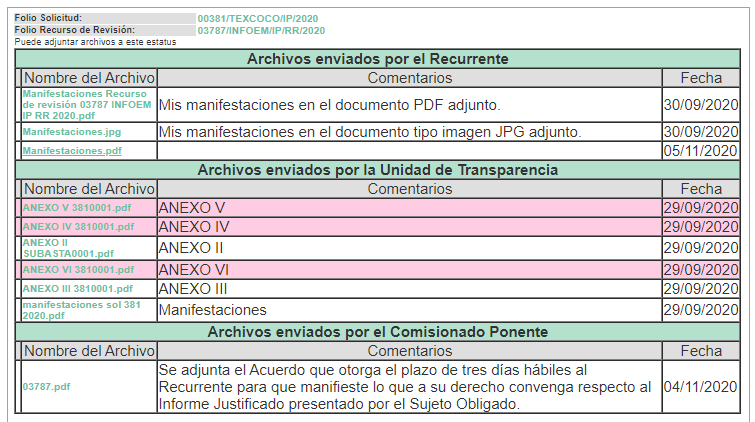 Folio Solicitud: 00381/TEXCOCO/IP/2020
Folio Recurso de Revisión: 03787/INFOEM/IP/RR/2020
Puede adjuntar archivos a este estatus
Archivos enviados por el Recurrente
Nombre del Archivo Comentarios Fecha
Manifestaciones Recurso
de revisión 03787 INFOEM
IP RR 2020.pdf
Mis manifestaciones en el documento PDF adjunto. 30/09/2020
Manifestaciones.jpg Mis manifestaciones en el documento tipo imagen JPG adjunto. 30/09/2020
Manifestaciones.pdf 05/11/2020
Archivos enviados por la Unidad de Transparencia
Nombre del Archivo Comentarios Fecha
ANEXO V 3810001.pdf ANEXO V 29/09/2020
ANEXO IV 3810001.pdf ANEXO IV 29/09/2020
ANEXO II
SUBASTA0001.pdf
ANEXO II 29/09/2020
ANEXO VI 3810001.pdf ANEXO VI 29/09/2020
ANEXO III 3810001.pdf ANEXO III 29/09/2020
manifestaciones sol 381
2020.pdf
Manifestaciones 29/09/2020
Archivos enviados por el Comisionado Ponente
Nombre del Archivo Comentarios Fecha
03787.pdf
Se adjunta el Acuerdo que otorga el plazo de tres días hábiles al
Recurrente para que manifieste lo que a su derecho convenga respecto al
Informe Justificado presentado por el Sujeto Obligado.
04/11/2020